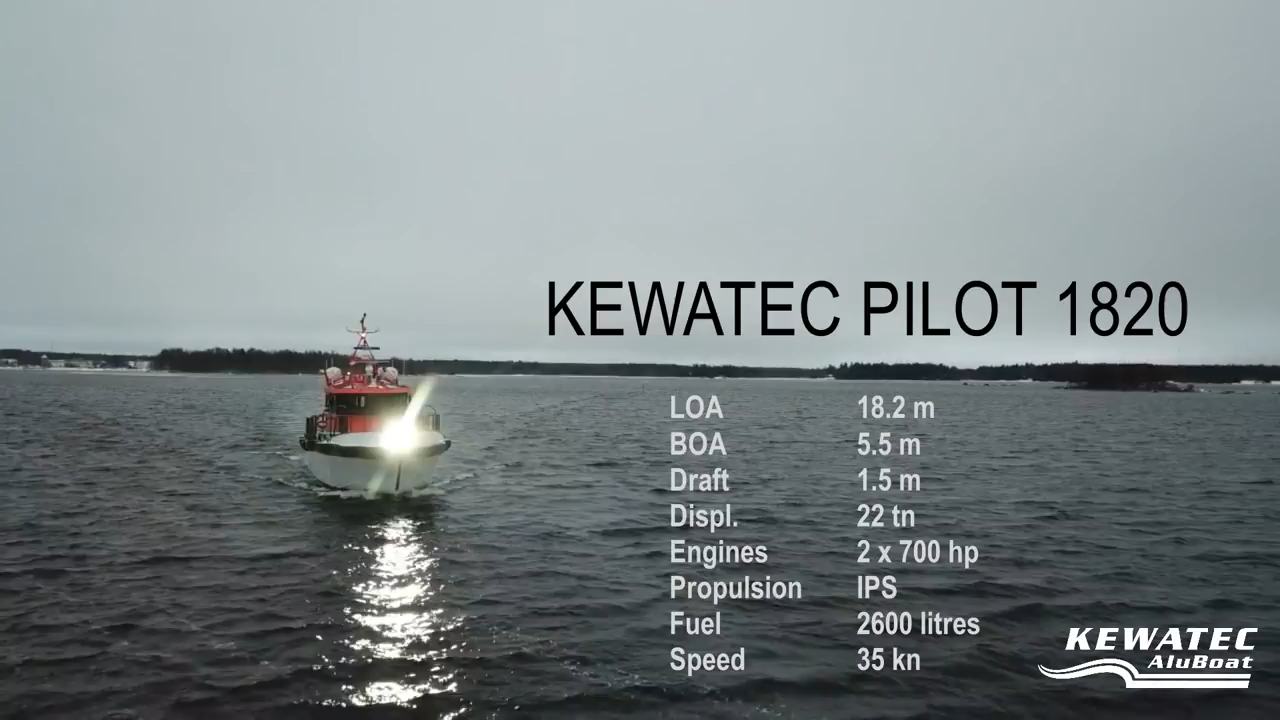 KEWATEC PILOT 1820
LOA 18.2 m
BOA 5.5 m
Draft 1.5 m
Displ. 22 tn
Engines 2 x 700 hp
Propulsion IPS
Fuel 2600 litres
Speed 35 kn
KEWATEC
AluBoat